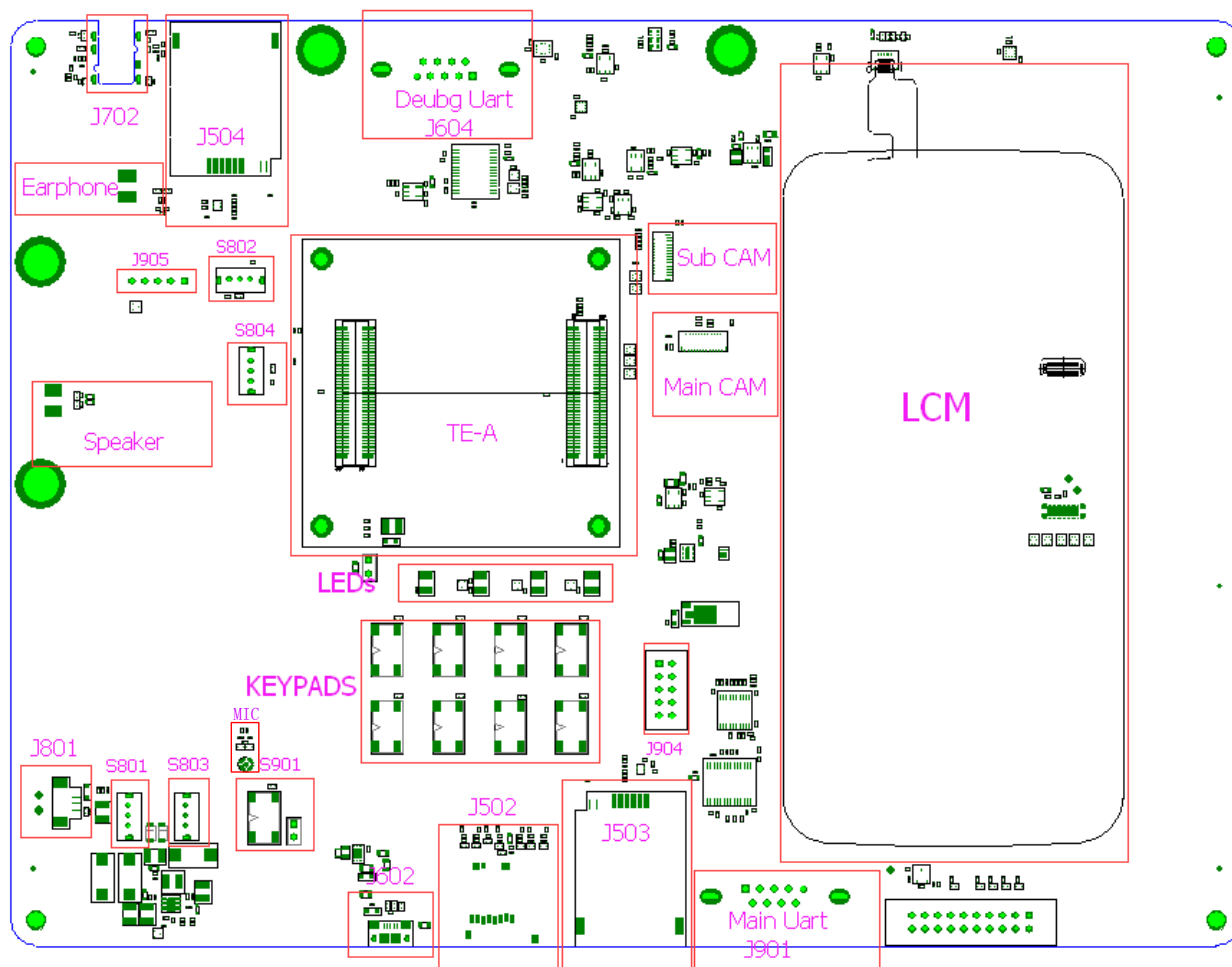 J702
J504
Deubg Uart
J604
Earphone
J905
S802
Sub CAM
S804
Main CAM
LCM
Speaker
TE-A
LEDs
KEYPADS
MIC
J904
J801
S801
S803
S901
J502
J503
J602
Main Uart
J901